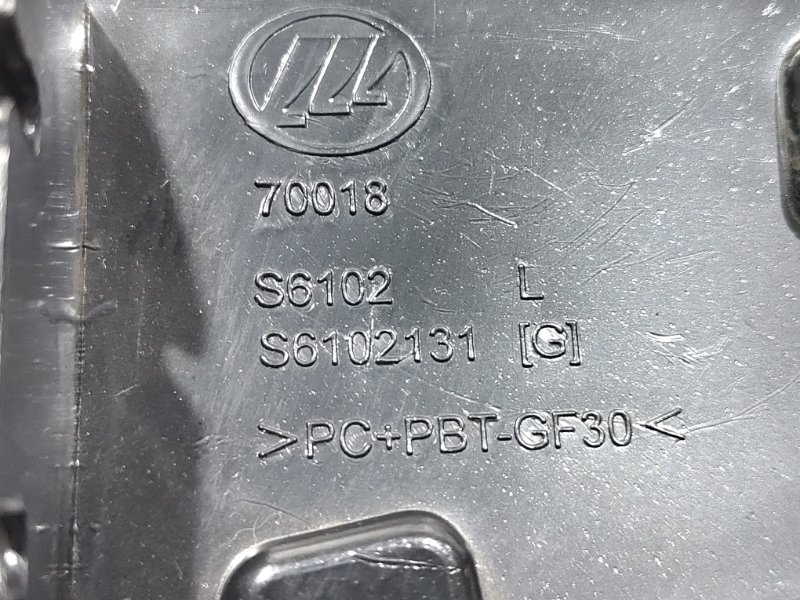 70018
S6102 L
S6102131 [G]
>PC+PBT-GF30<